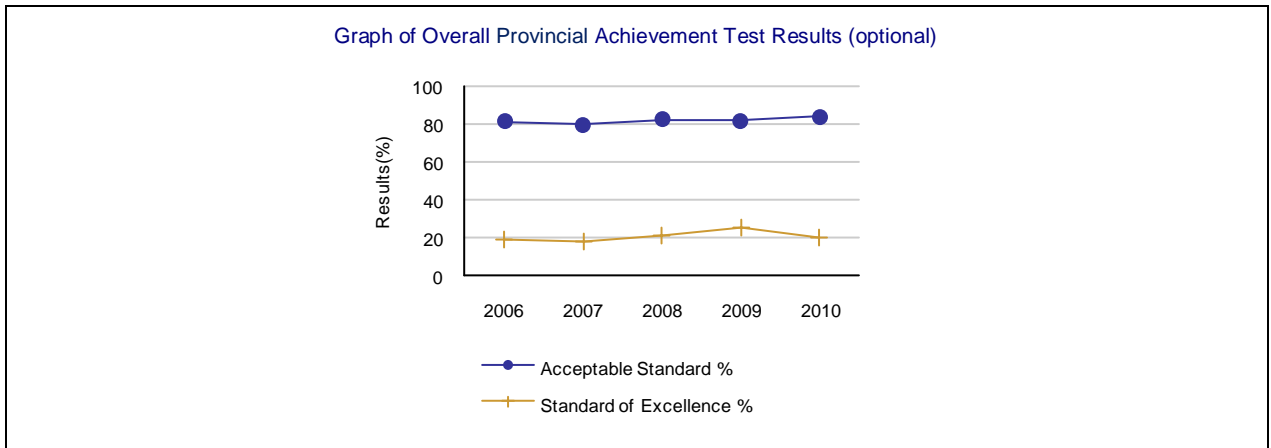 Graph of Overall Provincial Achievement Test Results (optional)
100
80
60
40
20
0
Results(%)
2006 2007 2008 2009 2010
Acceptable Standard %
Standard of Excellence %